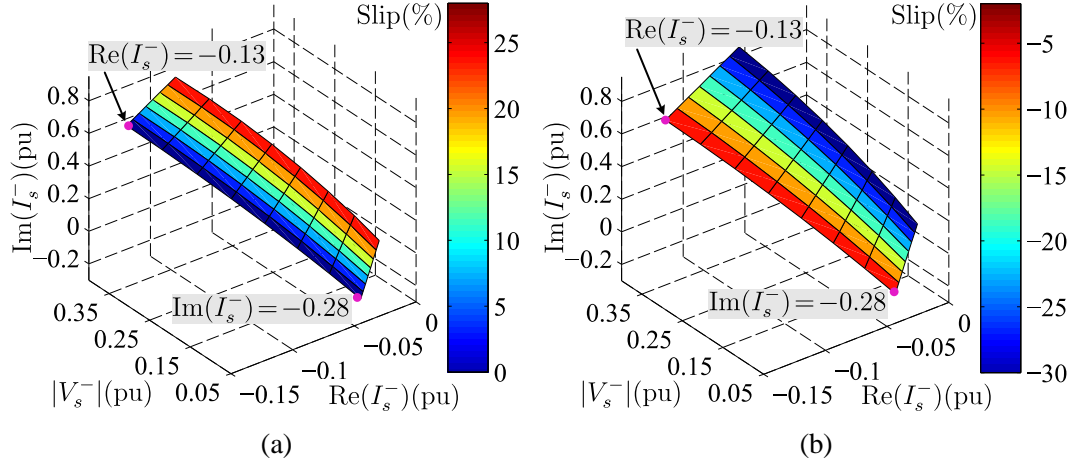 Slip(%)
Re(I_s^-)=−0.13
Im(I_s^-)(pu)
0.8
0.6
0.4
0.2
0
−0.2
25
20
15
10
5
0
Im(I_s^-)=−0.28
0.35
0.25
0.15
0.05
|V_s^-|(pu)
−0.15
−0.1
−0.05
0
Re(I_s^-)(pu)
(a)
Slip(%)
Re(I_s^-)=−0.13
Im(I_s^-)(pu)
0.8
0.6
0.4
0.2
0
−0.2
−5
−10
−15
−20
−25
−30
Im(I_s^-)=−0.28
0.35
0.25
0.15
0.05
|V_s^-|(pu)
−0.15
−0.1
−0.05
0
Re(I_s^-)(pu)
(b)